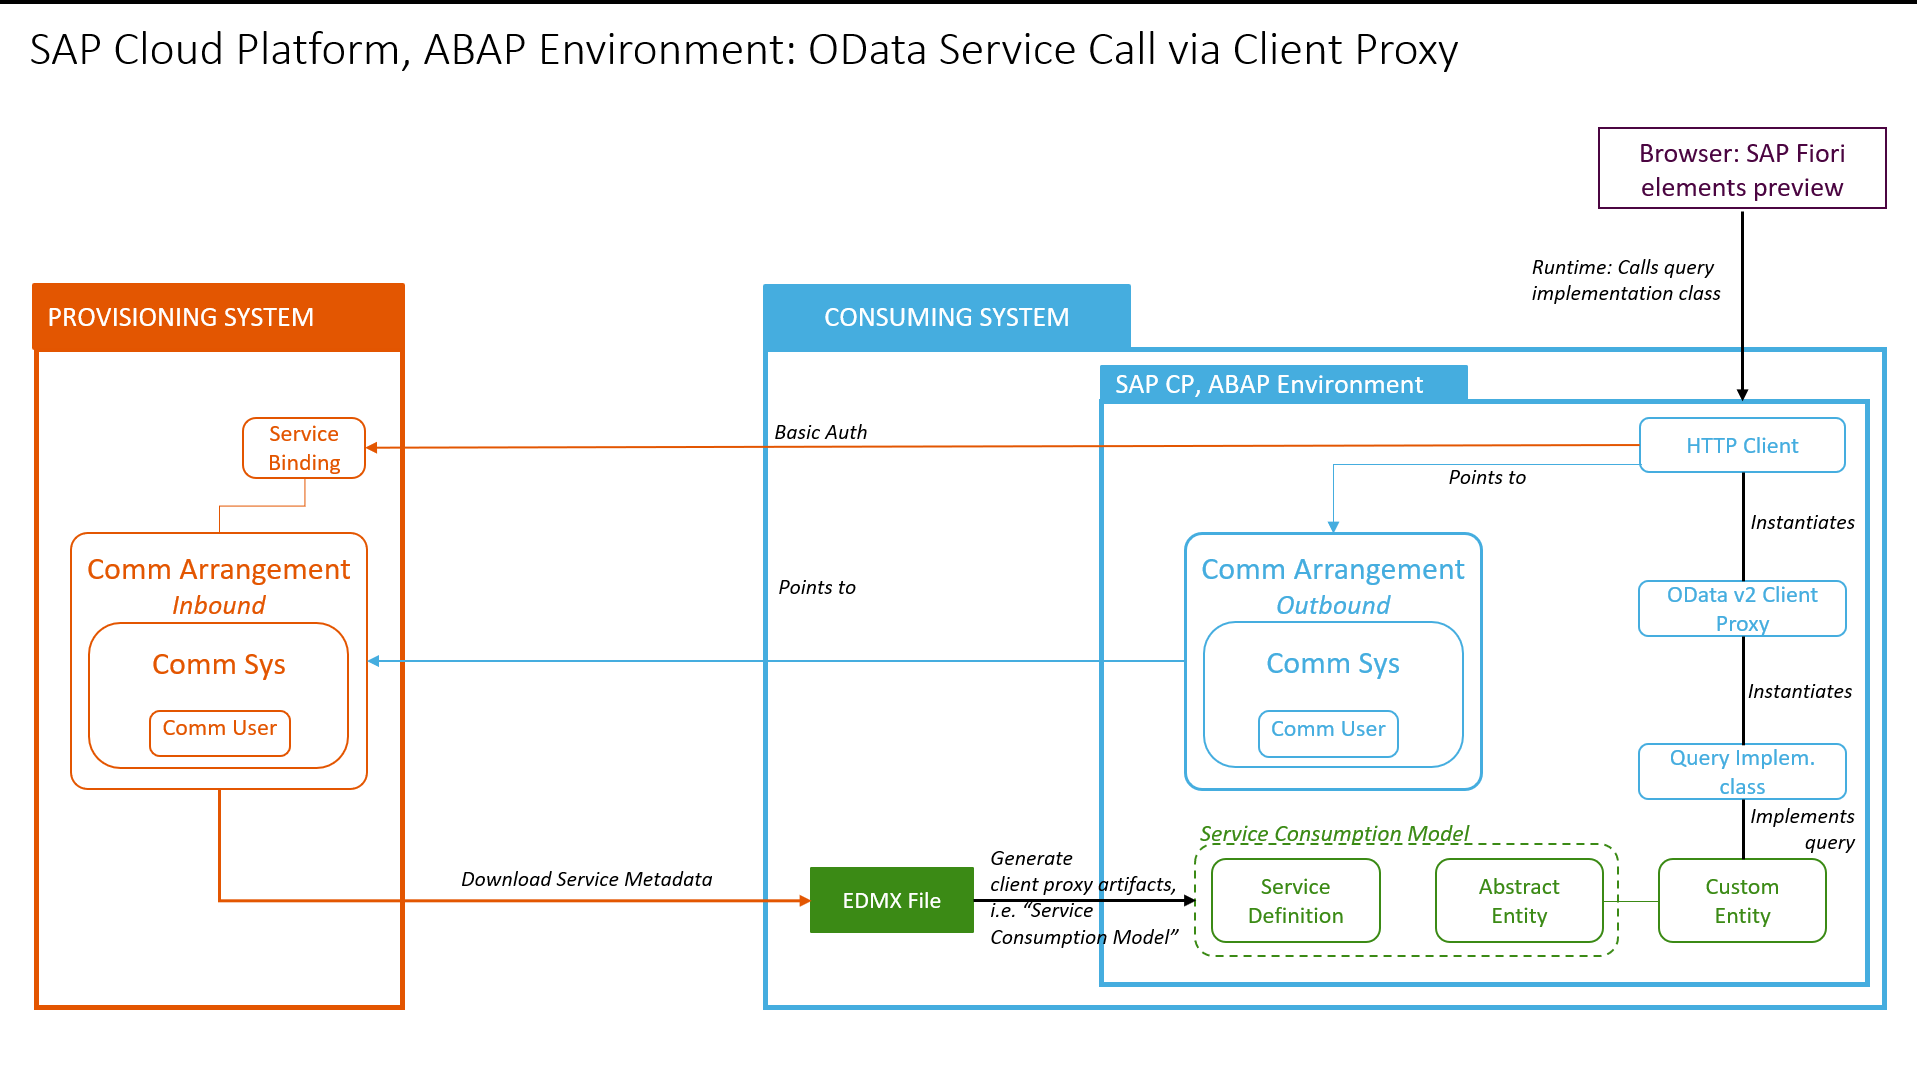 SAP Cloud Platform, ABAP Environment: OData Service Call via Client Proxy
Browser: SAP Fiori
elements preview
Runtime: Calls query
implementation class
PROVISIONING SYSTEM
CONSUMING SYSTEM
SAP CP, ABAP Environment
Service
Binding
Basic Auth
HTTP Client
Points to
Instantiates
Comm Arrangement
Inbound
Comm Sys
Comm User
Points to
Comm Arrangement
Outbound
Comm Sys
Comm User
OData v2 Client
Proxy
Instantiates
Query Implem.
class
Implements
query
Download Service Metadata
EDMX File
Generate
client proxy artifacts,
i.e. “Service
Consumption Model”
Service Consumption Model
Service
Definition
Abstract
Entity
Custom
Entity